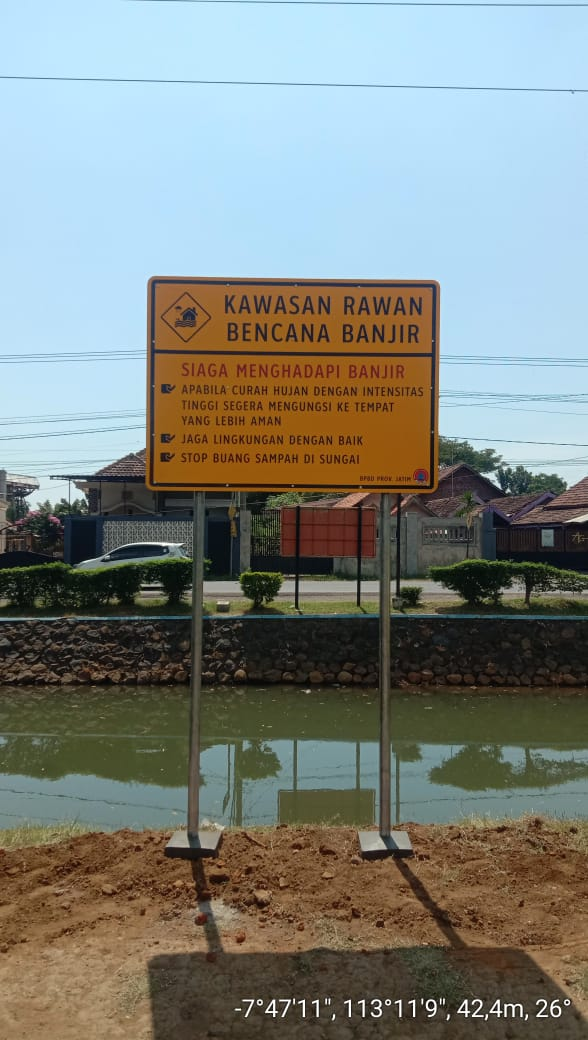 KAWASAN RAWAN
BENCANA BANJIR
SIAGA MENGHADAPI BANJIR
APABILA CURAH HUJAN DENGAN INTENSITAS
TINGGI SEGERA MENGUNGSI KE TEMPAT
YANG LEBIH AMAN
JAGA LINGKUNGAN DENGAN BAIK
STOP BUANG SAMPAH DI SUNGAI
BPBD PROV. JATIM
-7°47'11", 113°11'9", 42,4m, 26°